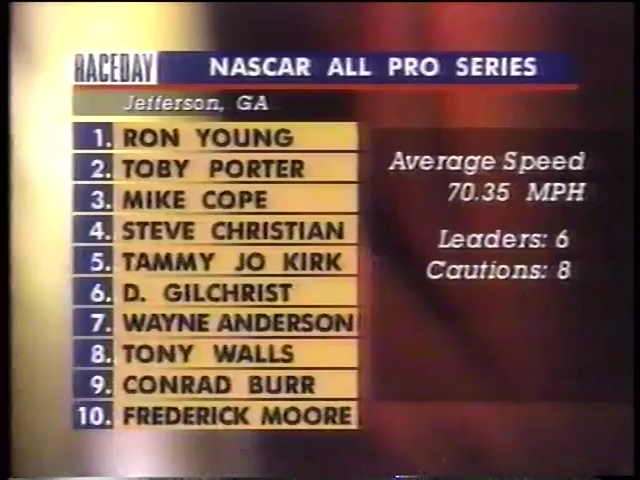 RACEDAY NASCAR ALL PRO SERIES
Jefferson, GA
1. RON YOUNG
2. TOBY PORTER
3. MIKE COPE
4. STEVE CHRISTIAN
5. TAMMY JO KIRK
6. D. GILCHRIST
7. WAYNE ANDERSON
8. TONY WALLS
9. CONRAD BURR
10. FREDERICK MOORE
Average Speed
70.35 MPH
Leaders: 6
Cautions: 8